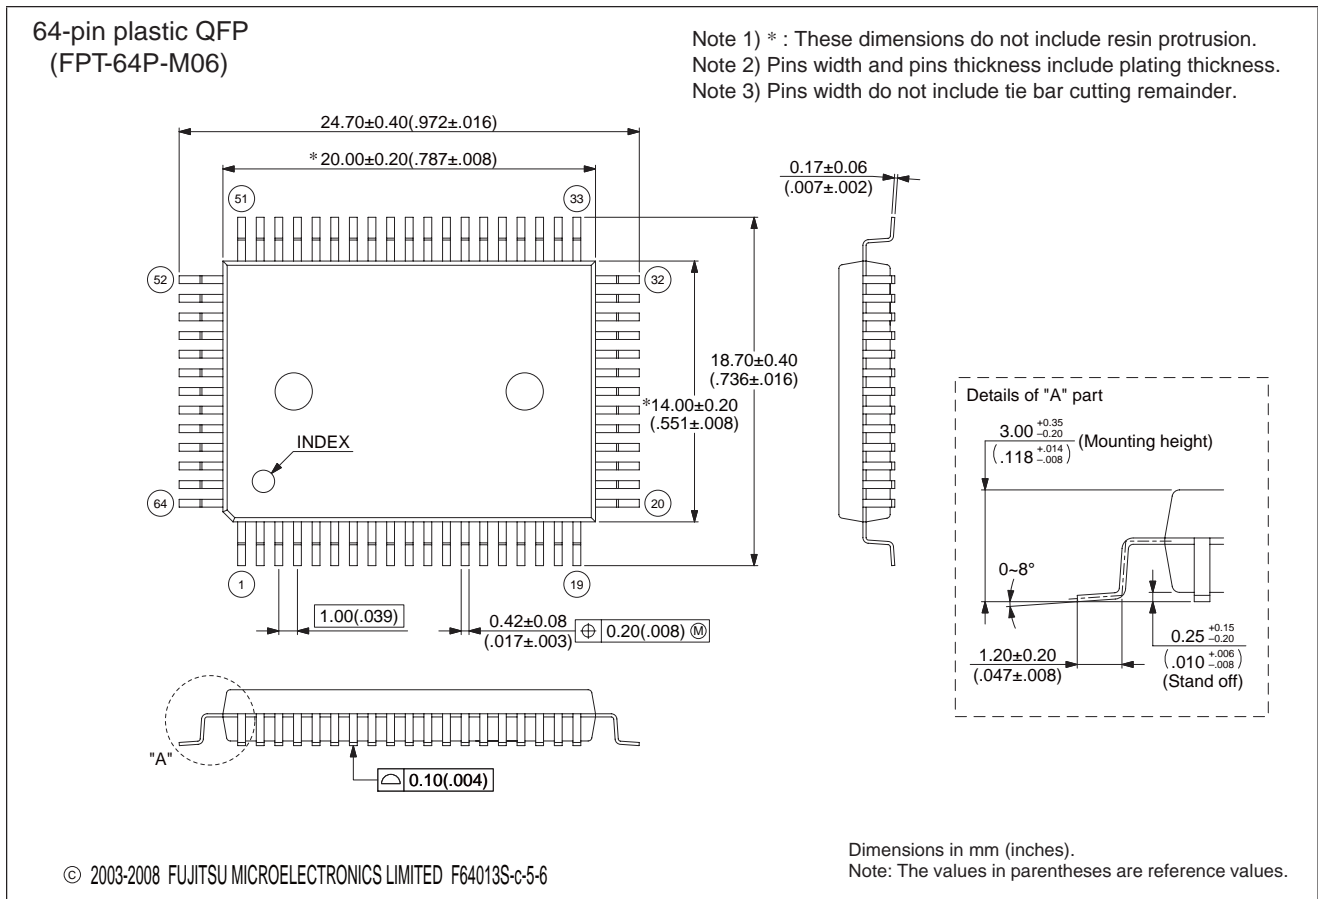 64-pin plastic QFP
(FPT-64P-M06)
Note 1) * : These dimensions do not include resin protrusion.
Note 2) Pins width and pins thickness include plating thickness.
Note 3) Pins width do not include tie bar cutting remainder.
24.70±0.40(.972±.016)
*20.00±0.20(.787±.008)
0.17±0.06
(.007±.002)
51
33
52
32
18.70±0.40
(.736±.016)
*14.00±0.20
(.551±.008)
INDEX
64
20
1
19
1.00(.039)
0.42±0.08
(.017±.003)
⌖ 0.20(.008) Ⓜ
Details of "A" part
3.00 +0.35 −0.20 (Mounting height)
(.118 +.014 −.008)
0~8°
1.20±0.20
(.047±.008)
0.25 +0.15 −0.20
(.010 +.006 −.008)
(Stand off)
"A"
⌓ 0.10(.004)
© 2003-2008 FUJITSU MICROELECTRONICS LIMITED F64013S-c-5-6
Dimensions in mm (inches).
Note: The values in parentheses are reference values.